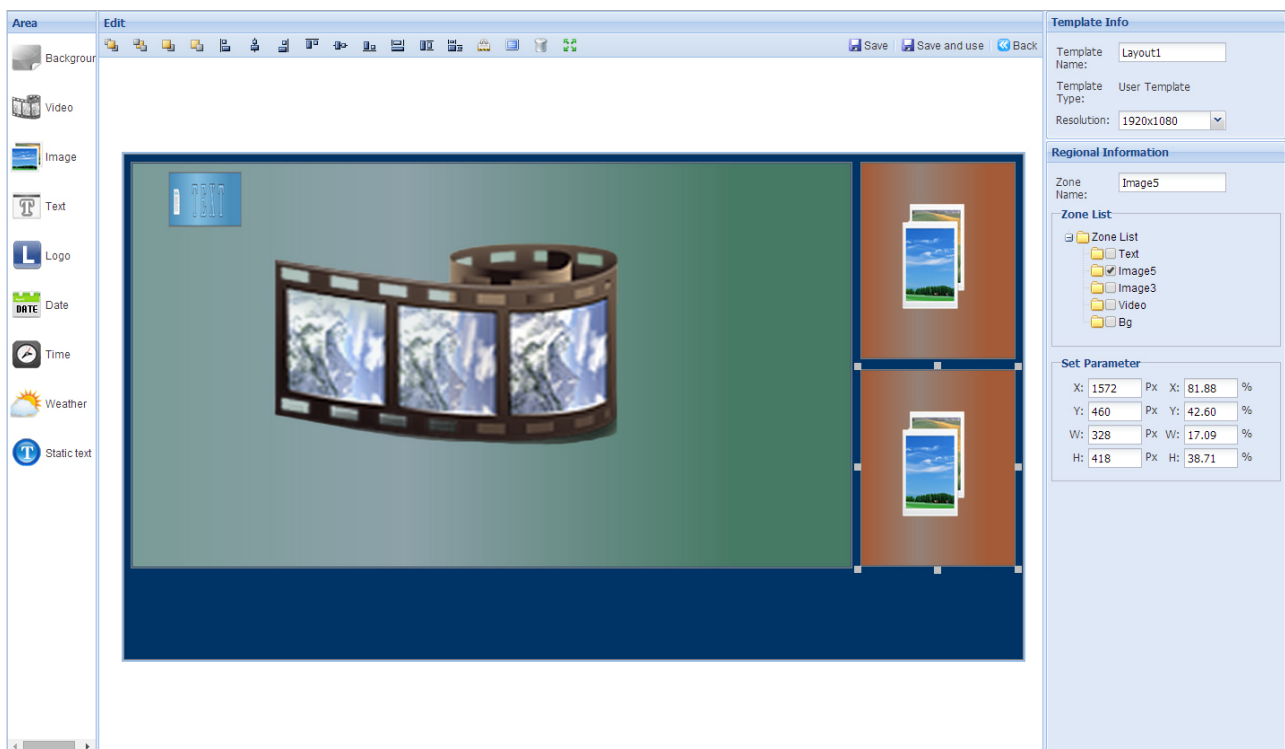 Area
Edit
Template Info
Save
Save and use
Back
Backgrour
Video
Image
Text
L
Logo
DATE
Date
Time
Weather
T
Static text
TEXT
Template Name:
Layout1
Template Type:
User Template
Resolution:
1920x1080
Regional Information
Zone Name:
Image5
Zone List
Zone List
Text
Image5
Image3
Video
Bg
Set Parameter
X: 1572 Px X: 81.88 %
Y: 460 Px Y: 42.60 %
W: 328 Px W: 17.09 %
H: 418 Px H: 38.71 %